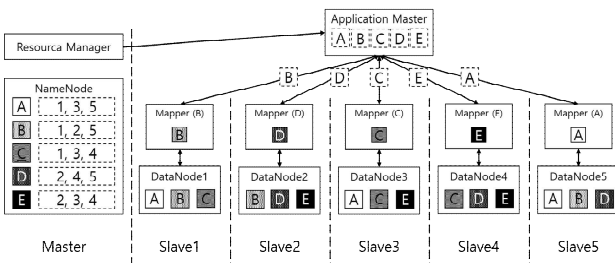 Application Master
A B C D E
Resourca Manager
NameNode
A 1, 3, 5
B 1, 2, 5
C 1, 3, 4
D 2, 4, 5
E 2, 3, 4
B D C E A
Mapper (B) Mapper (D) Mapper (C) Mapper (F) Mapper (A)
B D C E A
DataNode1 DataNode2 DataNode3 DataNode4 DataNode5
A B C B D E A C E C D E A B D
Master Slave1 Slave2 Slave3 Slave4 Slave5